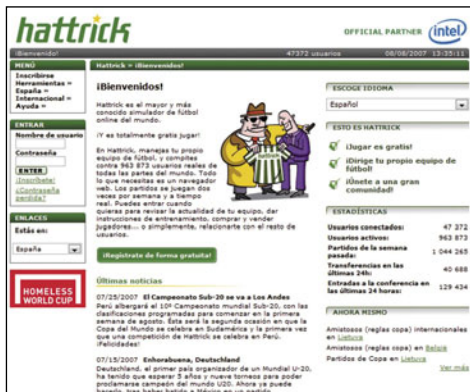 hattrick
OFFICIAL PARTNER intel
¡Bienvenido! 47372 usuarios 08/08/2007 13:35:11
MENÚ
Inscribirse
Herramientas »
España »
Internacional »
Ayuda »
ENTRAR
Nombre de usuario
Contraseña
ENTER
¡Inscríbete!
¿Contraseña
perdida?
ENLACES
Estás en:
España
HOMELESS
WORLD CUP
Hattrick » ¡Bienvenidos!
¡Bienvenidos!
Hattrick es el mayor y más
conocido simulador de fútbol
online del mundo.
¡Y es totalmente gratis jugar!
En Hattrick, manejas tu propio
equipo de fútbol, y compites
contra 963 873 usuarios reales de
todas las partes del mundo. Todo
lo que necesitas es un navegador
web. Los partidos se juegan dos
veces por semana y a tiempo
real. Puedes entrar cuando
quieras para revisar la actualidad de tu equipo, dar
instrucciones de entrenamiento, comprar y vender
jugadores... o simplemente, relacionarte con el resto de
usuarios.
hattrick
¡Regístrate de forma gratuita!
Últimas noticias
07/25/2007 El Campeonato Sub-20 se va a Los Andes
Perú albergará el 10º Campeonato mundial Sub-20, con las
clasificaciones programadas para comenzar en la primera
semana de agosto. Ésta será la segunda ocasión en que la
Copa del Mundo se celebra en Sudamérica y la primera vez
que una competición de Hattrick se celebra en Perú.
¡Felicidades!
07/15/2007 Enhorabuena, Deutschland
Deutschland, el primer país organizador de un Mundial U-20,
ha tenido que esperar 5 años y nueve torneos para poder
proclamarse campeón del mundo U20. Ahora ya puede
ESCOGE IDIOMA
Español
ESTO ES HATTRICK
¡Jugar es gratis!
¡Dirige tu propio equipo de
fútbol!
¡Únete a una gran
comunidad!
ESTADÍSTICAS
Usuarios conectados: 47 372
Usuarios activos: 963 873
Partidos de la semana
pasada: 1 044 265
Transferencias en las
últimas 24h: 40 688
Entradas a la conferencia en
las últimas 24 horas: 129 434
AHORA MISMO
Amistosos (reglas copa) internacionales
en Lietuva
Amistosos (reglas copa) en België
Partidos de Copa en Lietuva
Ver más